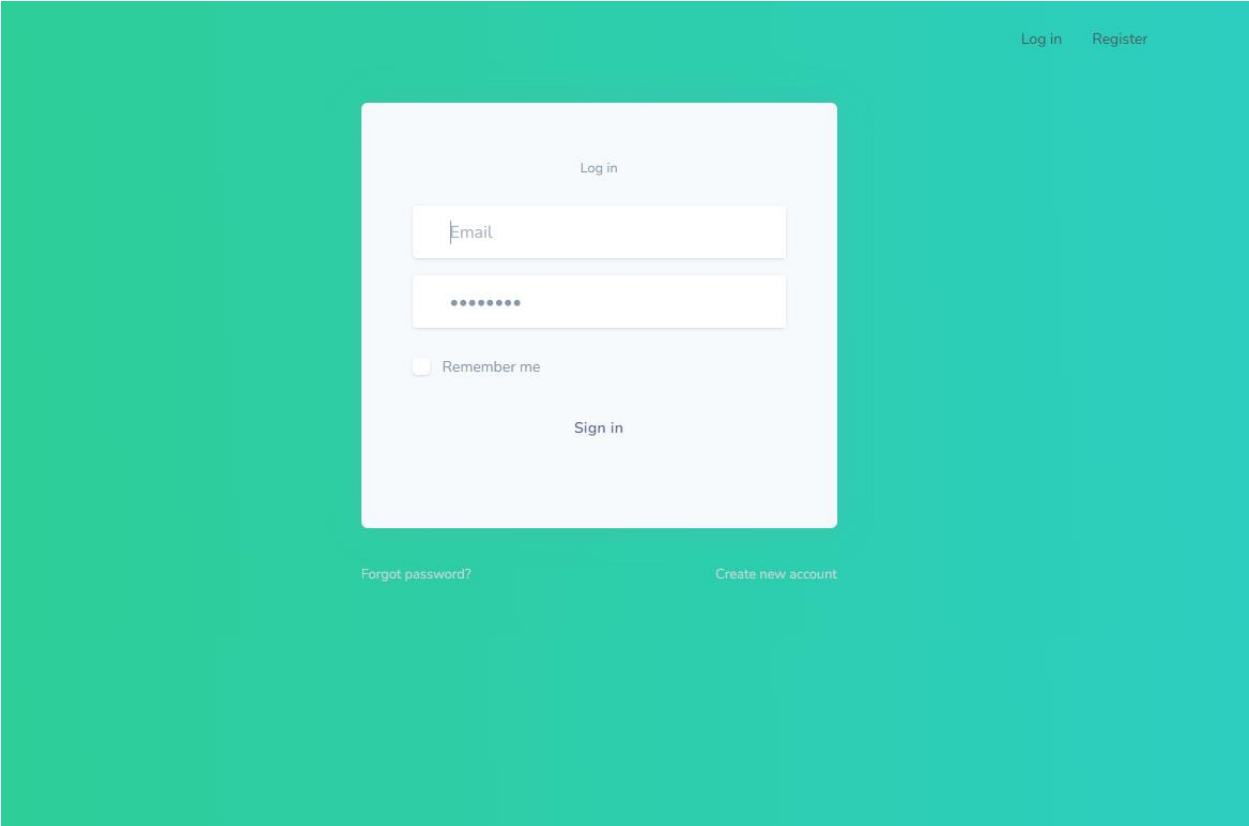 Log in Register
Log in
Email
••••••••
Remember me
Sign in
Forgot password? Create new account